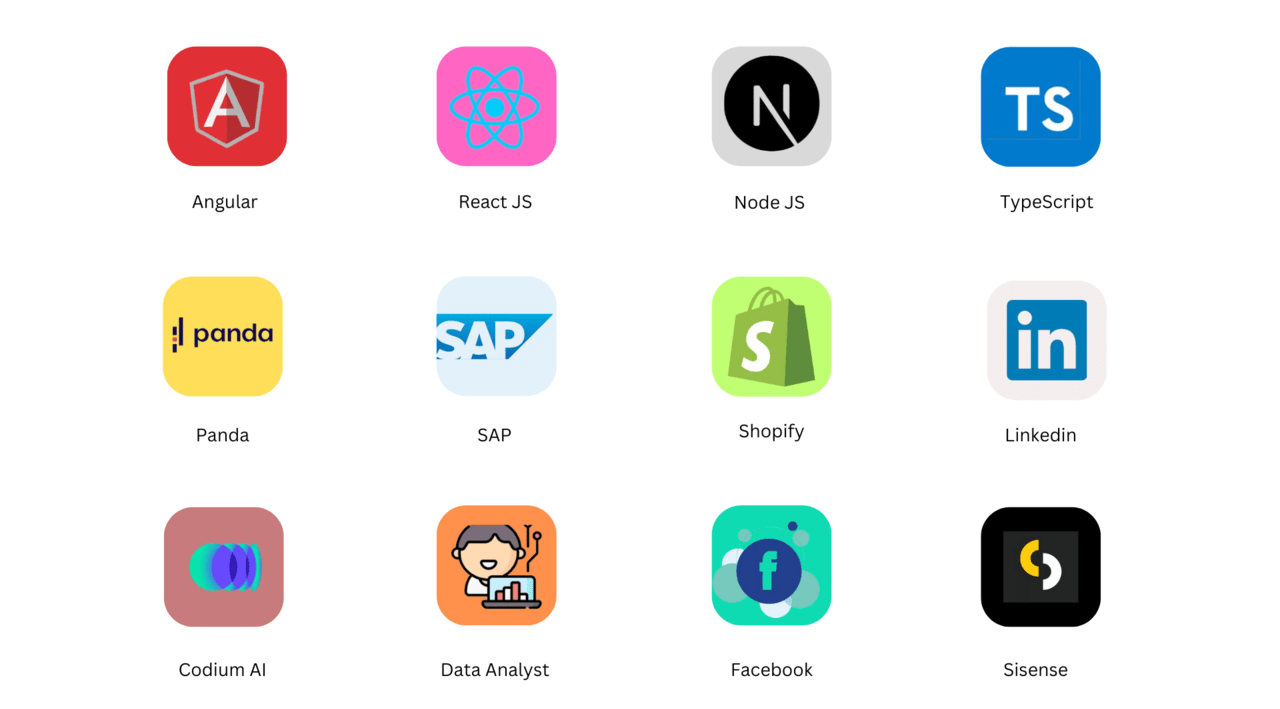 A
N
TS
Angular
React JS
Node JS
TypeScript
panda
SAP
S
in
Panda
SAP
Shopify
Linkedin
f
Codium AI
Data Analyst
Facebook
Sisense